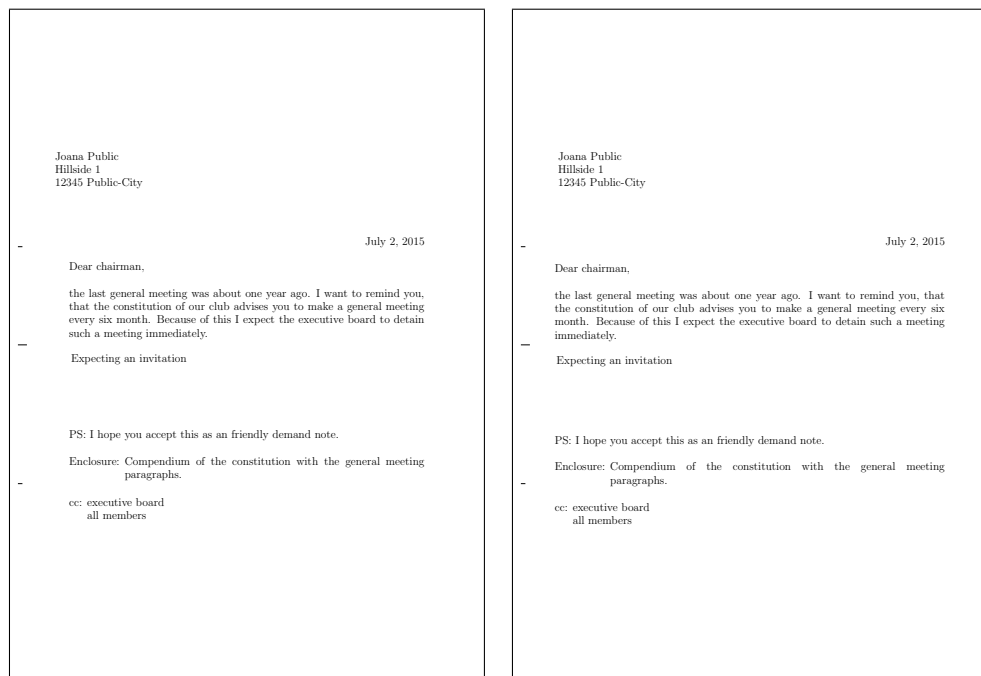 Joana Public
Hillside 1
12345 Public-City
July 2, 2015
Dear chairman,
the last general meeting was about one year ago. I want to remind you,
that the constitution of our club advises you to make a general meeting
every six month. Because of this I expect the executive board to detain
such a meeting immediately.
Expecting an invitation
PS: I hope you accept this as an friendly demand note.
Enclosure: Compendium of the constitution with the general meeting
paragraphs.
cc: executive board
all members
Joana Public
Hillside 1
12345 Public-City
July 2, 2015
Dear chairman,
the last general meeting was about one year ago. I want to remind you, that
the constitution of our club advises you to make a general meeting every six
month. Because of this I expect the executive board to detain such a meeting
immediately.
Expecting an invitation
PS: I hope you accept this as an friendly demand note.
Enclosure: Compendium of the constitution with the general meeting
paragraphs.
cc: executive board
all members